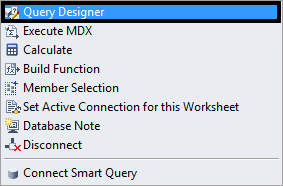 Query Designer
Execute MDX
Calculate
Build Function
Member Selection
Set Active Connection for this Worksheet
Database Note
Disconnect
Connect Smart Query